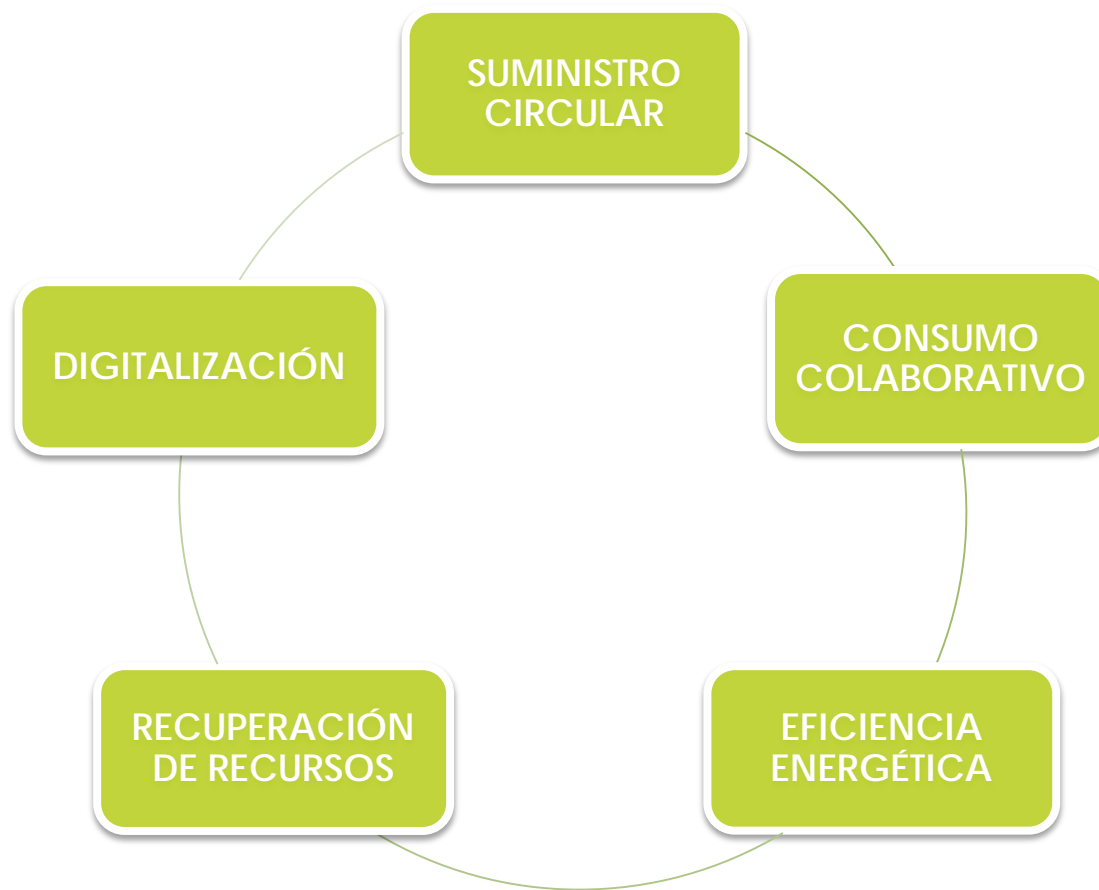 SUMINISTRO
CIRCULAR
CONSUMO
COLABORATIVO
EFICIENCIA
ENERGÉTICA
RECUPERACIÓN
DE RECURSOS
DIGITALIZACIÓN